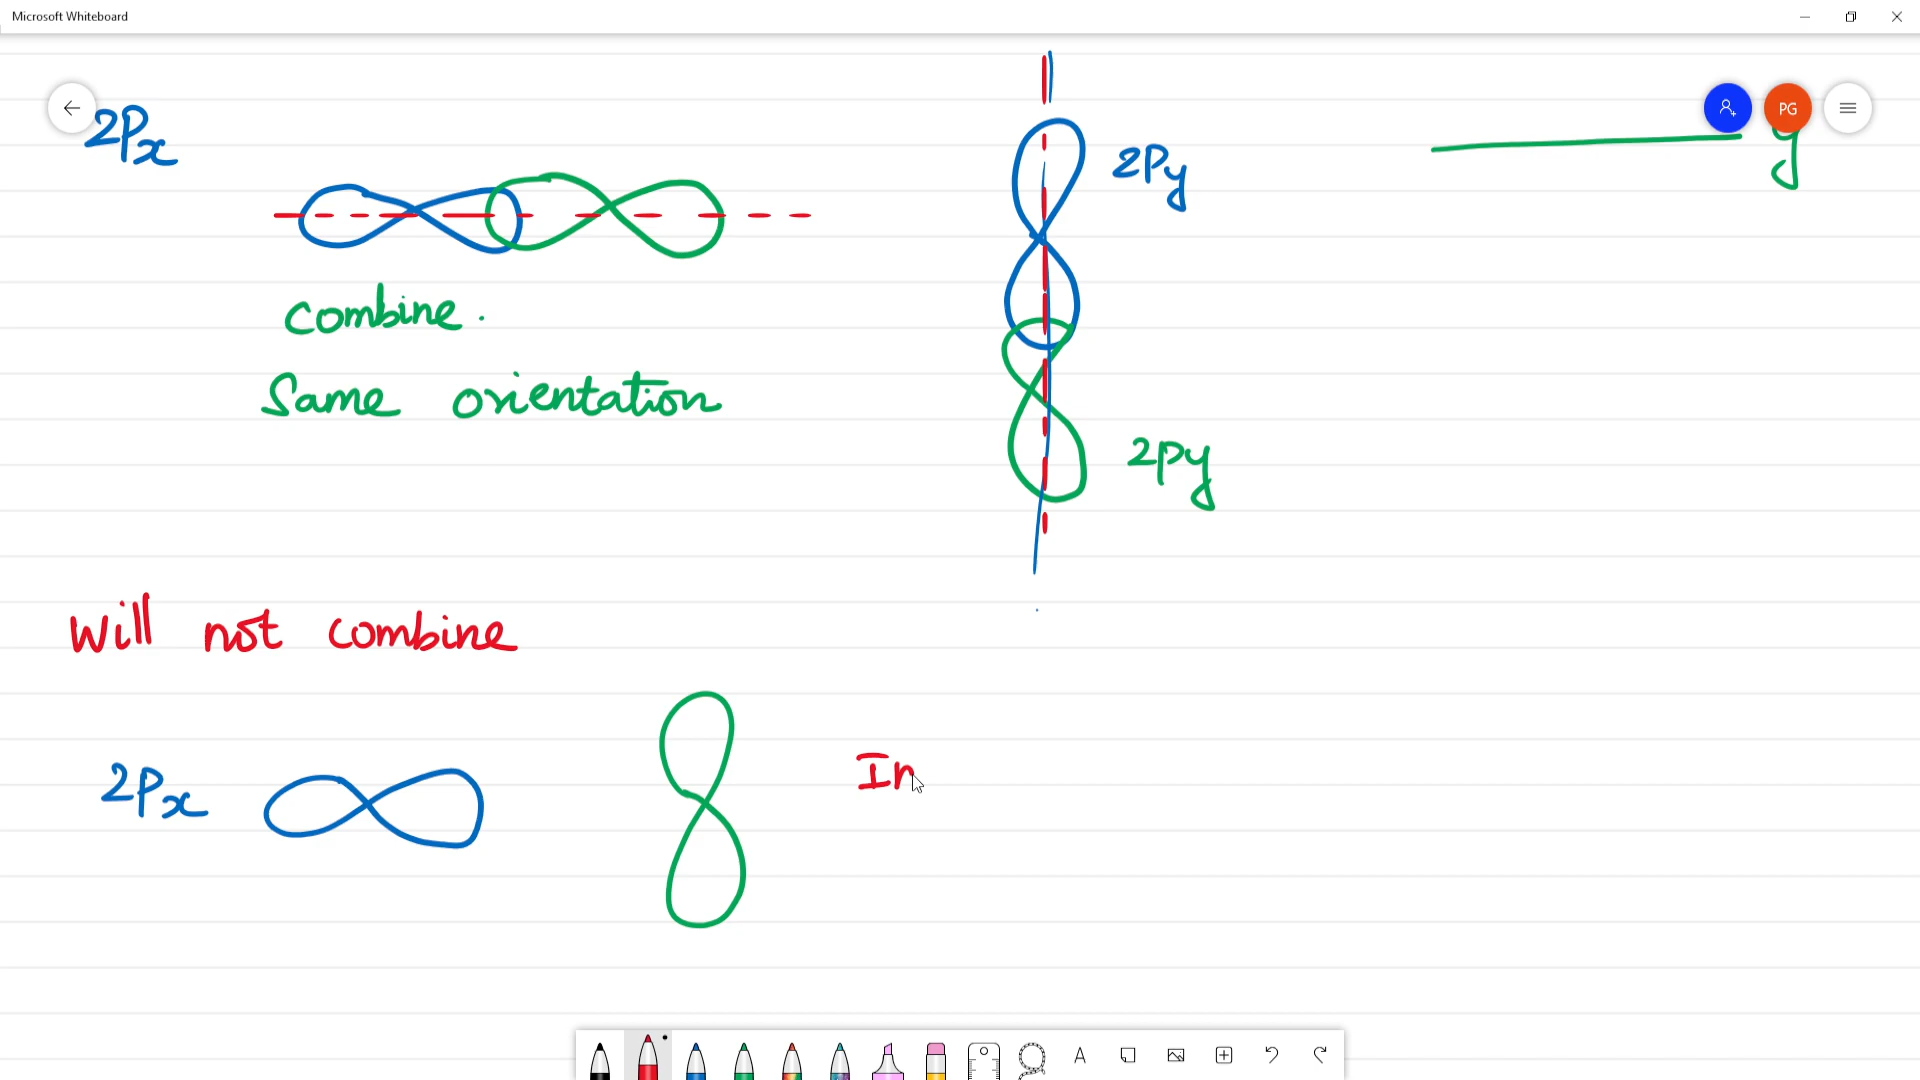 Microsoft Whiteboard
PG
2Px
y
2Py
combine.
Same orientation
2py
Will not combine
2Px
In
A